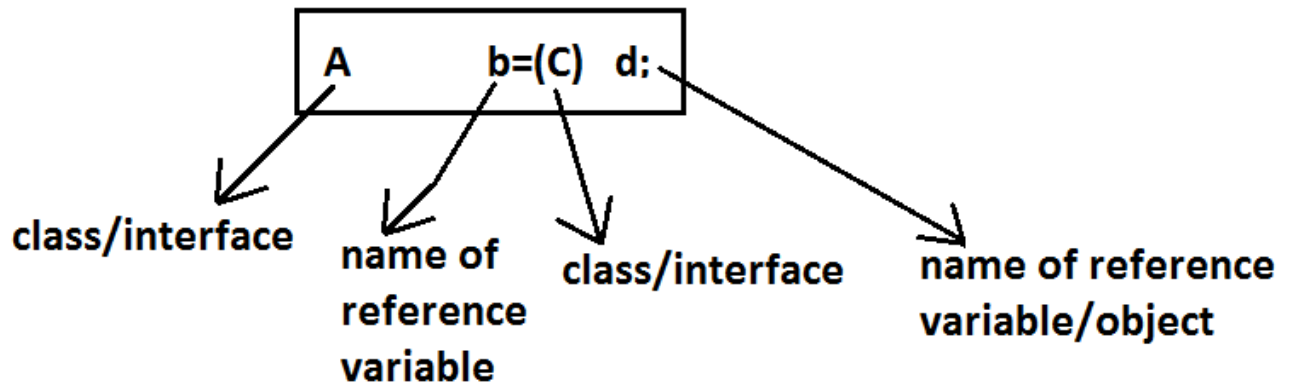 A b=(C) d;
class/interface
name of
reference
variable
class/interface
name of reference
variable/object